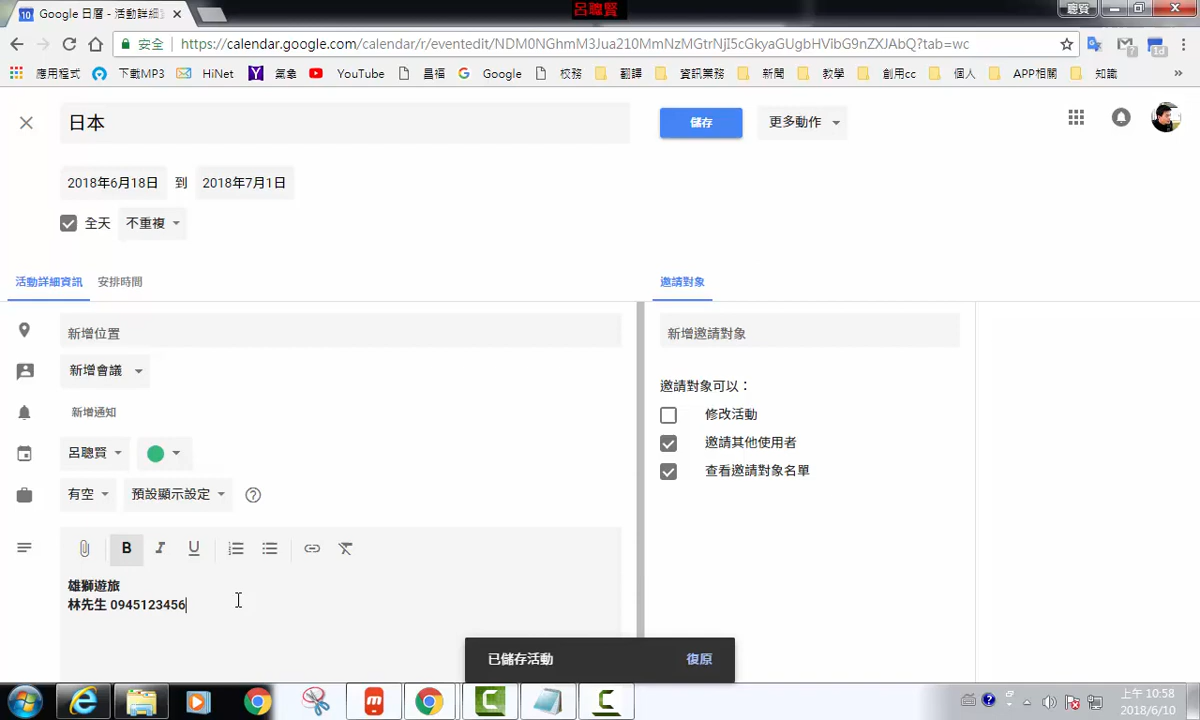 呂聰賢
Google 日曆 - 活動詳細資
聰賢
安全
https://calendar.google.com/calendar/r/eventedit/NDM0NGhmM3Jua210MmNzMGtrNjI5cGkyaGUgbHVibG9nZXJAbQ?tab=wc
應用程式 下載MP3 HiNet 氣象 YouTube 昌福 Google 校務 翻譯 資訊業務 新聞 教學 創用cc 個人 APP相關 知識 »
日本
儲存
更多動作
2018年6月18日 到 2018年7月1日
全天 不重複
活動詳細資訊 安排時間
邀請對象
新增位置
新增邀請對象
新增會議
邀請對象可以：
新增通知
修改活動
呂聰賢
邀請其他使用者
有空 預設顯示設定
查看邀請對象名單
B I U
雄獅遊旅
林先生 0945123456
已儲存活動 復原
上午 10:58
2018/6/10